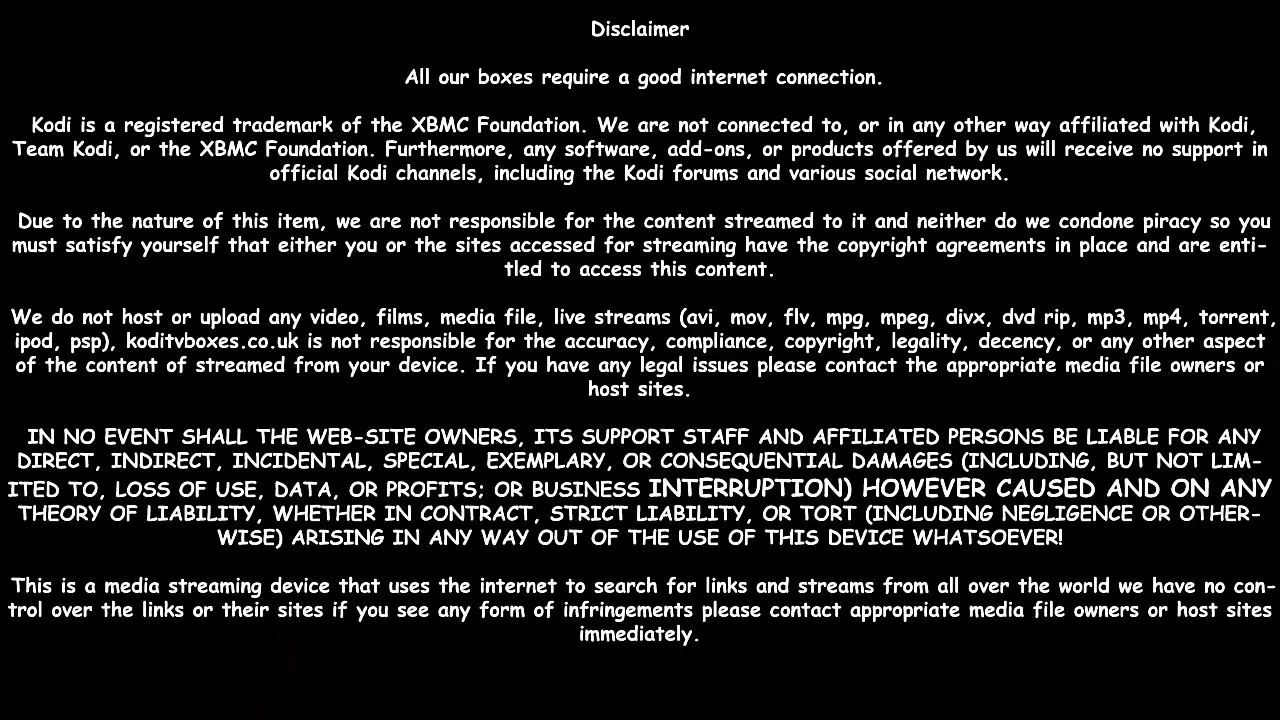 Disclaimer
All our boxes require a good internet connection.
Kodi is a registered trademark of the XBMC Foundation. We are not connected to, or in any other way affiliated with Kodi,
Team Kodi, or the XBMC Foundation. Furthermore, any software, add-ons, or products offered by us will receive no support in
official Kodi channels, including the Kodi forums and various social network.
Due to the nature of this item, we are not responsible for the content streamed to it and neither do we condone piracy so you
must satisfy yourself that either you or the sites accessed for streaming have the copyright agreements in place and are enti-
tled to access this content.
We do not host or upload any video, films, media file, live streams (avi, mov, flv, mpg, mpeg, divx, dvd rip, mp3, mp4, torrent,
ipod, psp), koditvboxes.co.uk is not responsible for the accuracy, compliance, copyright, legality, decency, or any other aspect
of the content of streamed from your device. If you have any legal issues please contact the appropriate media file owners or
host sites.
IN NO EVENT SHALL THE WEB-SITE OWNERS, ITS SUPPORT STAFF AND AFFILIATED PERSONS BE LIABLE FOR ANY
DIRECT, INDIRECT, INCIDENTAL, SPECIAL, EXEMPLARY, OR CONSEQUENTIAL DAMAGES (INCLUDING, BUT NOT LIM-
ITED TO, LOSS OF USE, DATA, OR PROFITS; OR BUSINESS INTERRUPTION) HOWEVER CAUSED AND ON ANY
THEORY OF LIABILITY, WHETHER IN CONTRACT, STRICT LIABILITY, OR TORT (INCLUDING NEGLIGENCE OR OTHER-
WISE) ARISING IN ANY WAY OUT OF THE USE OF THIS DEVICE WHATSOEVER!
This is a media streaming device that uses the internet to search for links and streams from all over the world we have no con-
trol over the links or their sites if you see any form of infringements please contact appropriate media file owners or host sites
immediately.